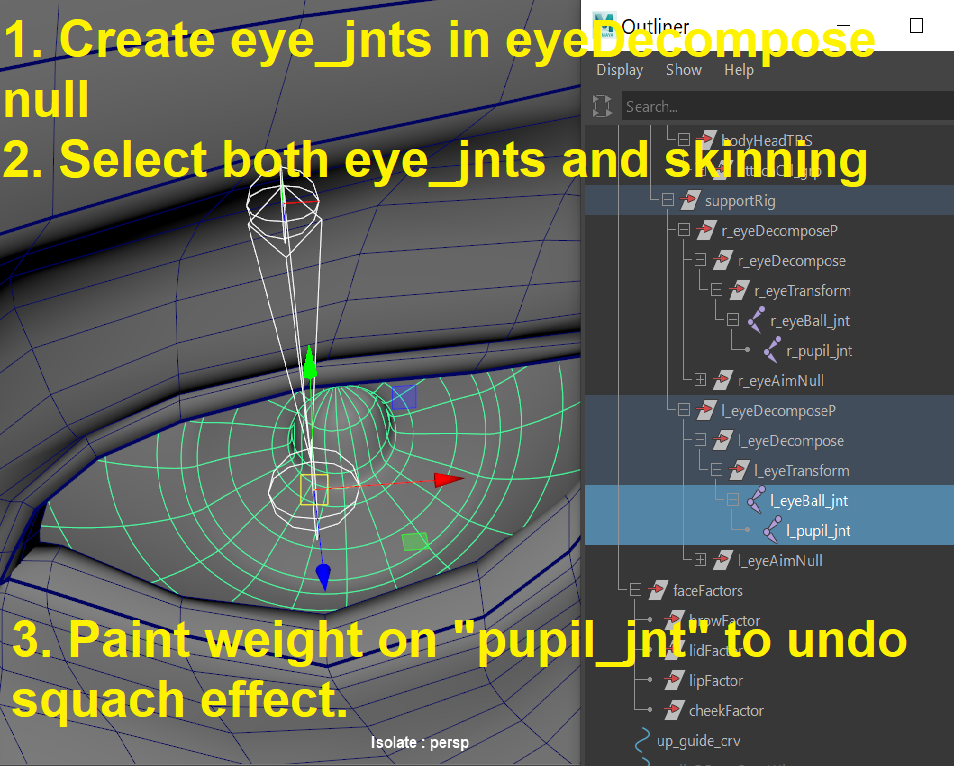 1. Create eye_jnts in eyeDecompose
null
2. Select both eye_jnts and skinning
Outliner
Display Show Help
Search...
bodyHeadTRS
supportRig
r_eyeDecomposeP
r_eyeDecompose
r_eyeTransform
r_eyeBall_jnt
r_pupil_jnt
r_eyeAimNull
l_eyeDecomposeP
l_eyeDecompose
l_eyeTransform
l_eyeBall_jnt
l_pupil_jnt
l_eyeAimNull
faceFactors
browFactor
lidFactor
lipFactor
cheekFactor
up_guide_crv
3. Paint weight on "pupil_jnt" to undo
squach effect.
Isolate : persp